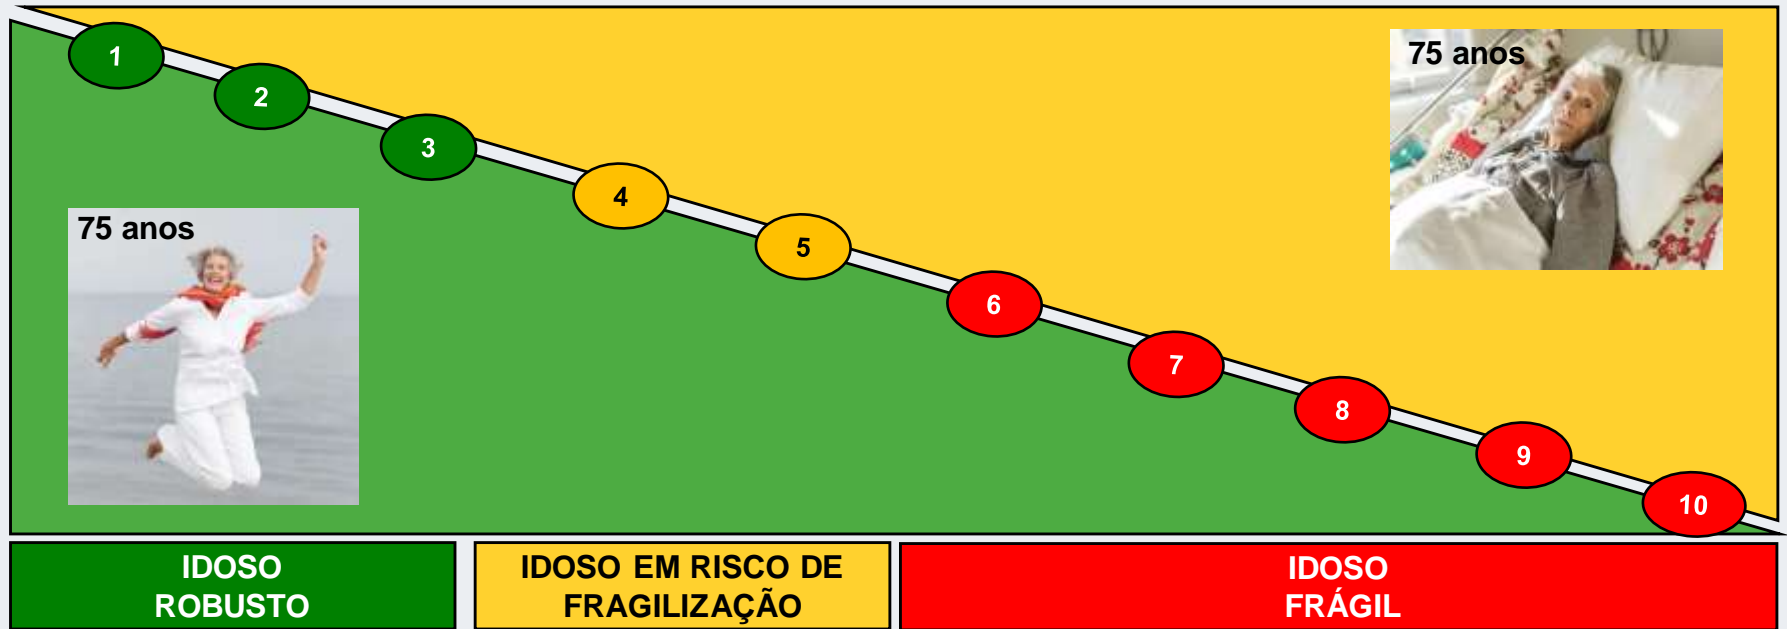 1
75 anos
2
3
4
75 anos
5
6
7
8
9
10
IDOSO
ROBUSTO
IDOSO EM RISCO DE
FRAGILIZAÇÃO
IDOSO
FRÁGIL